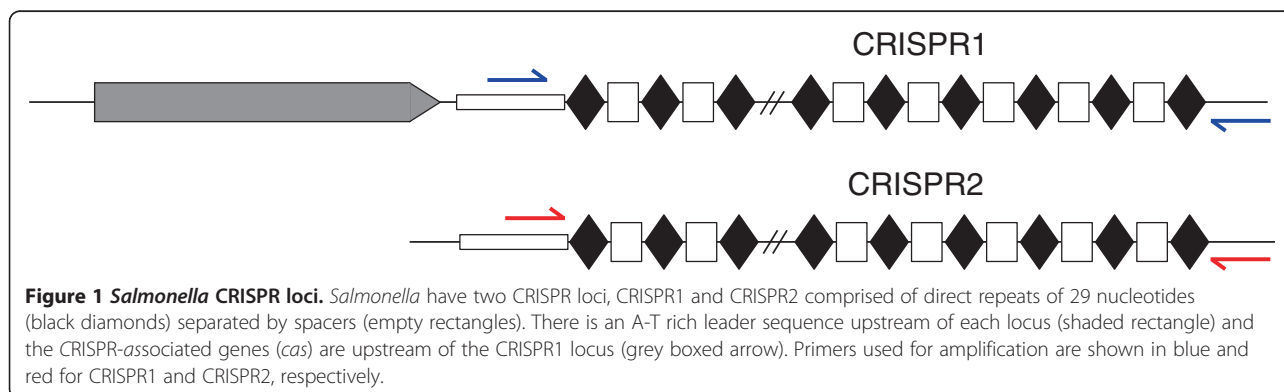 CRISPR1
CRISPR2
Figure 1 Salmonella CRISPR loci. Salmonella have two CRISPR loci, CRISPR1 and CRISPR2 comprised of direct repeats of 29 nucleotides
(black diamonds) separated by spacers (empty rectangles). There is an A-T rich leader sequence upstream of each locus (shaded rectangle) and
the CRISPR-associated genes (cas) are upstream of the CRISPR1 locus (grey boxed arrow). Primers used for amplification are shown in blue and
red for CRISPR1 and CRISPR2, respectively.